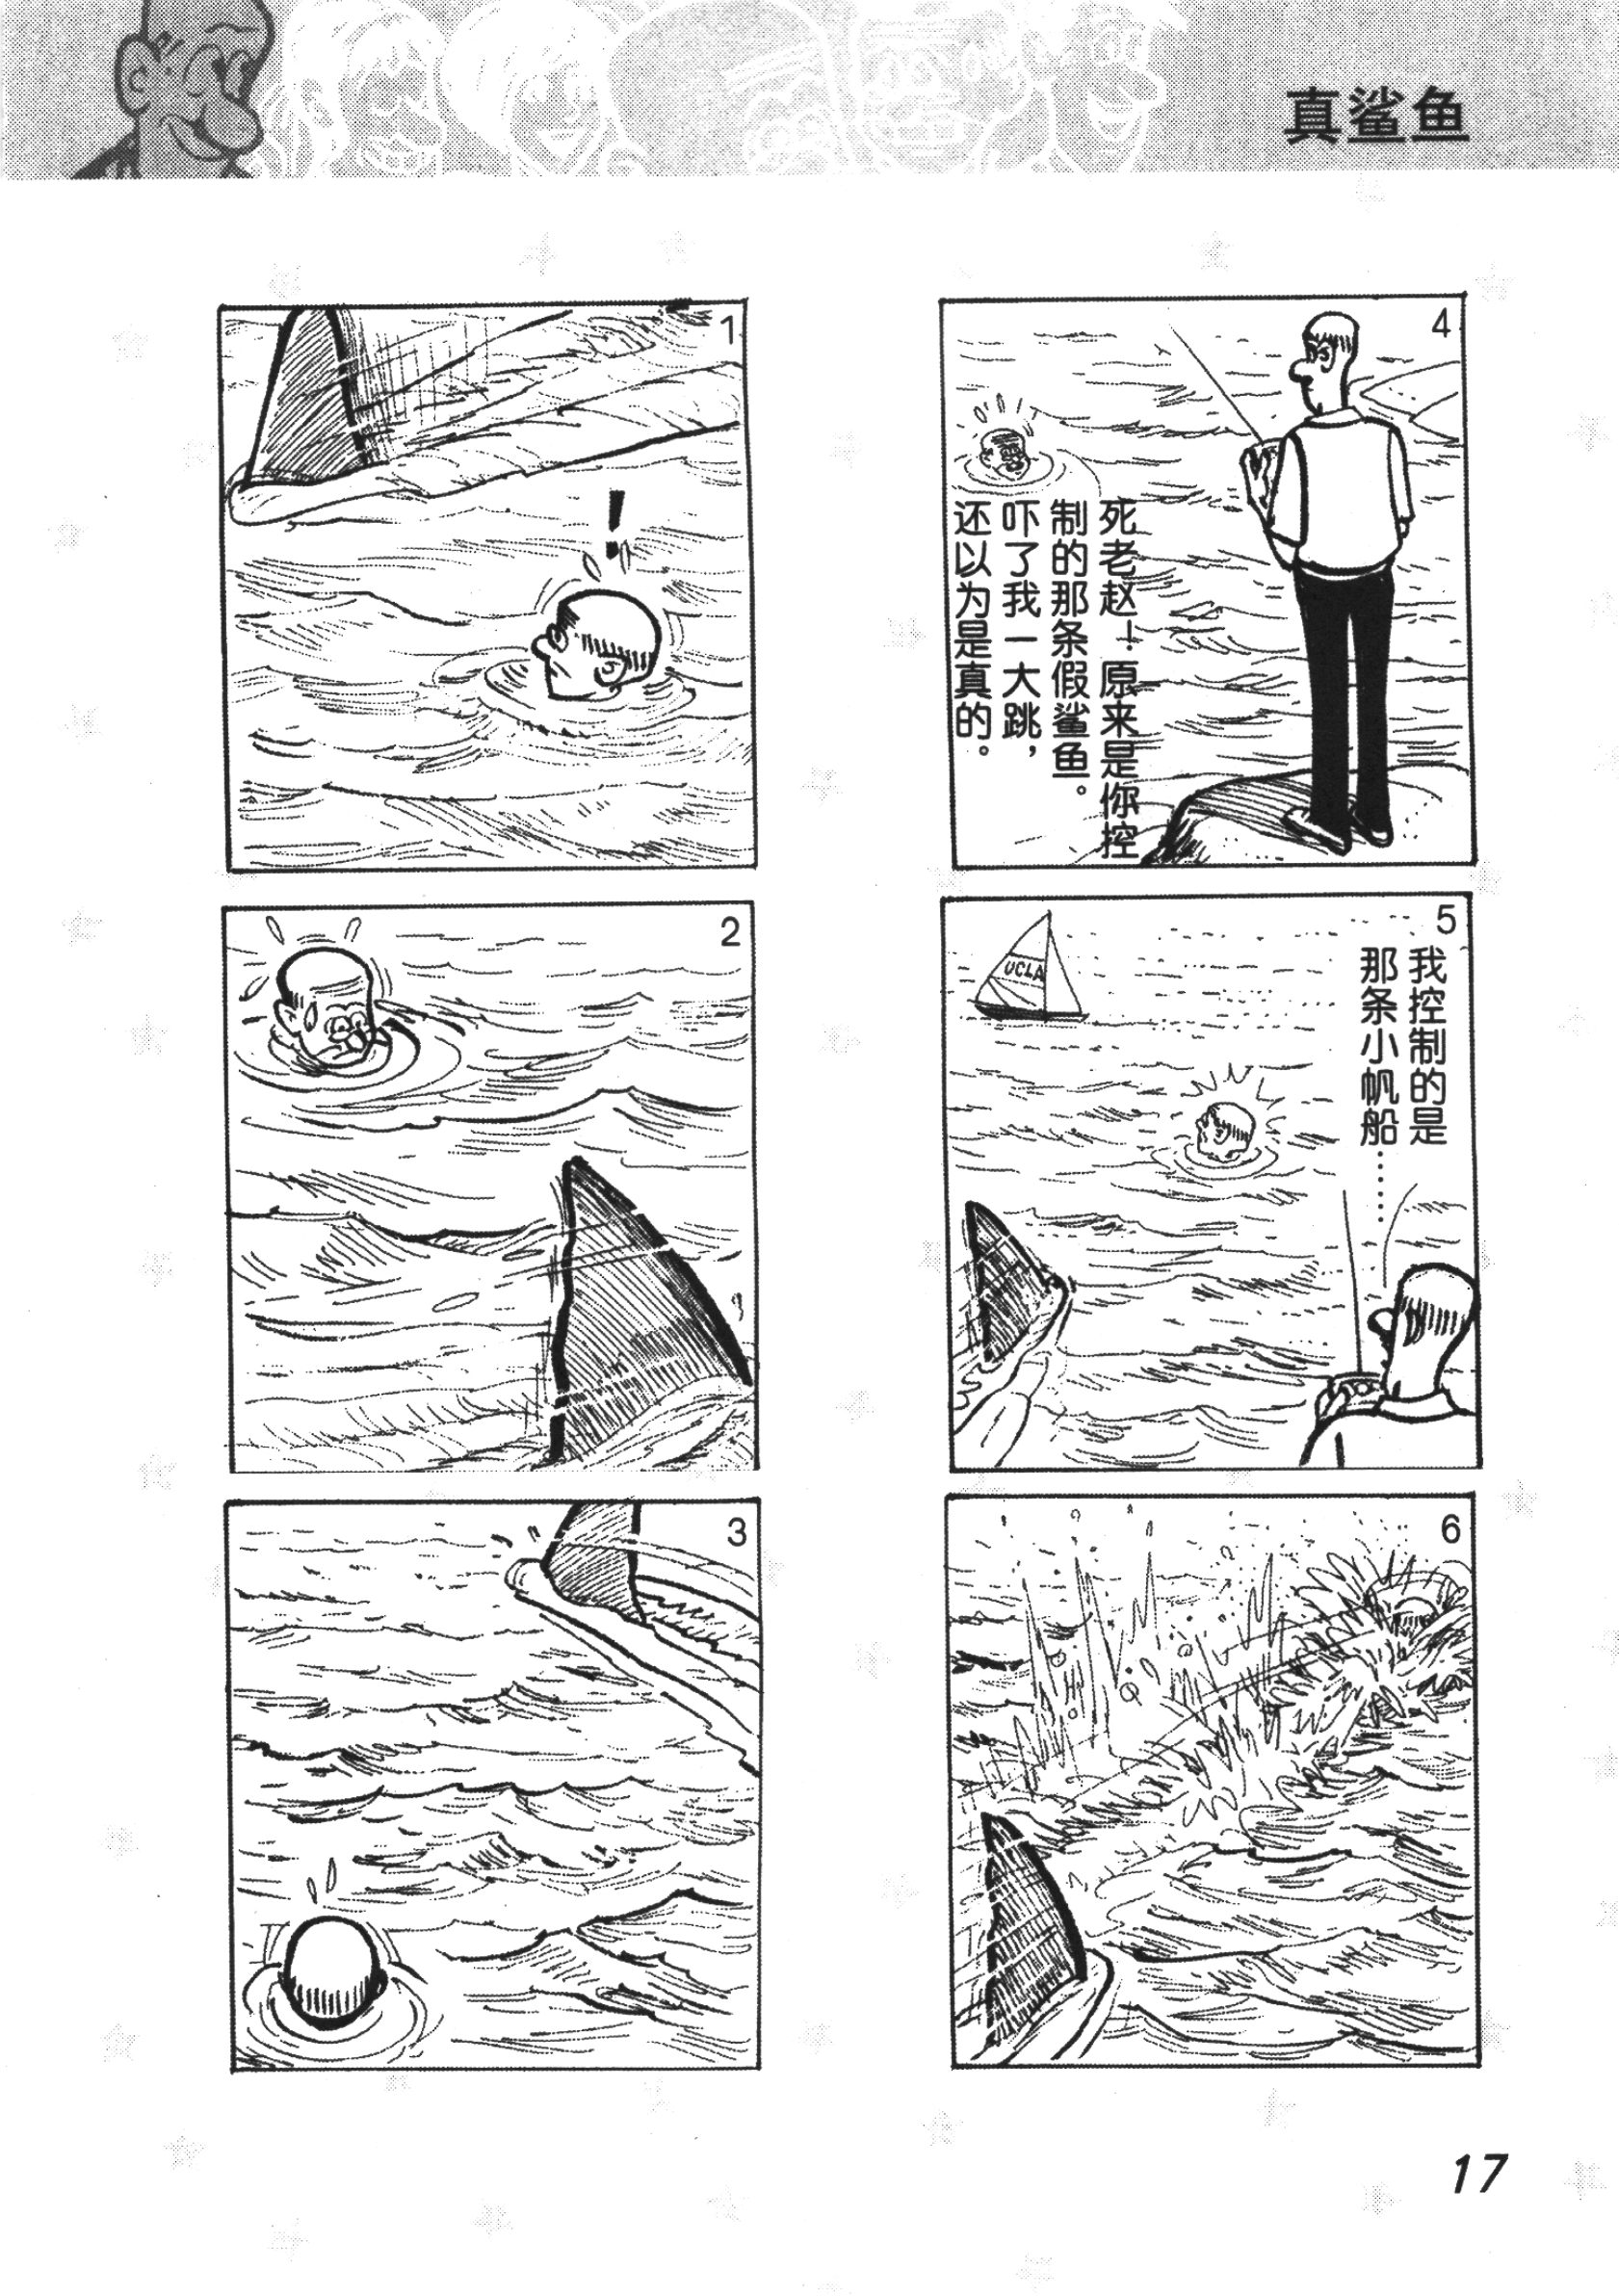 真鲨鱼
1
!
2
3
4
死老赵！原来是你控
制的那条假鲨鱼。
吓了我一大跳，
还以为是真的。
5
我控制的是
那条小帆船……
UCLA
6
17